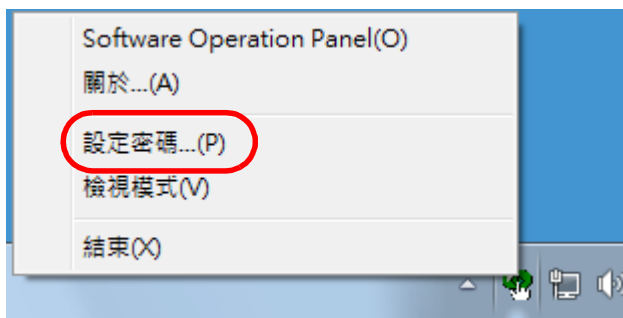 Software Operation Panel(O)
關於...(A)
設定密碼...(P)
檢視模式(V)
結束(X)